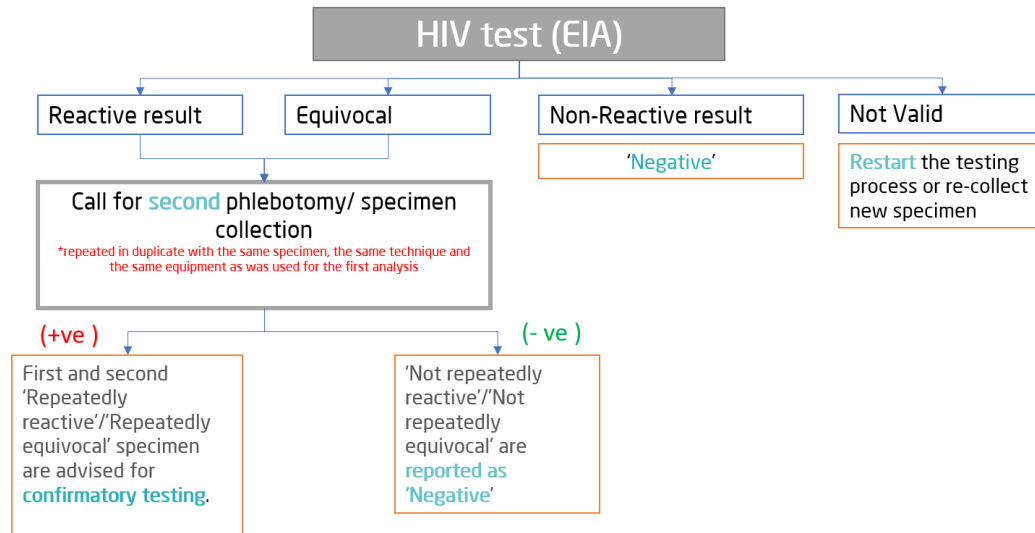 HIV test (EIA)
Reactive result
Equivocal
Non-Reactive result
Not Valid
‘Negative’
Restart the testing
process or re-collect
new specimen
Call for second phlebotomy/ specimen
collection
*repeated in duplicate with the same specimen, the same technique and
the same equipment as was used for the first analysis
(+ve )
(- ve )
First and second
‘Repeatedly
reactive’/’Repeatedly
equivocal’ specimen
are advised for
confirmatory testing.
‘Not repeatedly
reactive’/’Not
repeatedly
equivocal’ are
reported as
‘Negative’